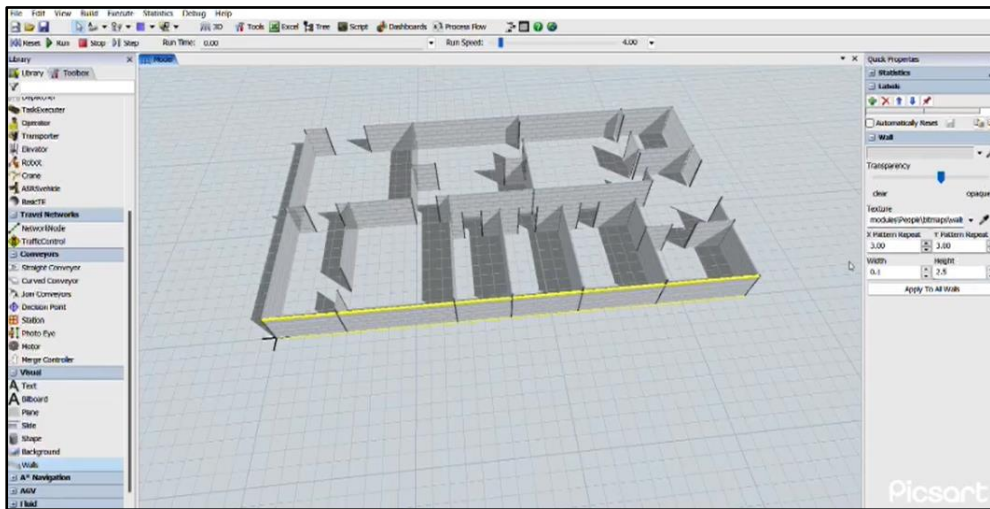 File Edit View Build Execute Statistics Debug Help
3D Tools Excel Tree Script Dashboards Process Flow
Reset Run Stop Step Run Time: 0.00 Run Speed: 4.00
Library
Model
Quick Properties
Library Toolbox
Statistics
Labels
TaskExecuter
Operator
Automatically Reset
Transporter
Wall
Elevator
Robot
Crane
Transparency
ASRSvehicle
BasicTE
clear opaque
Travel Networks
NetworkNode
Texture
TrafficControl
modules\People\bitmaps\wall
Conveyors
X Pattern Repeat Y Pattern Repeat
Straight Conveyor
3.00 3.00
Curved Conveyor
Width Height
Join Conveyors
0.1 2.5
Decision Point
Apply To All Walls
Station
Photo Eye
Motor
Merge Controller
Visual
Text
Billboard
Plane
Slide
Shape
Background
Walls
A* Navigation
AGV
Fluid
Picsart